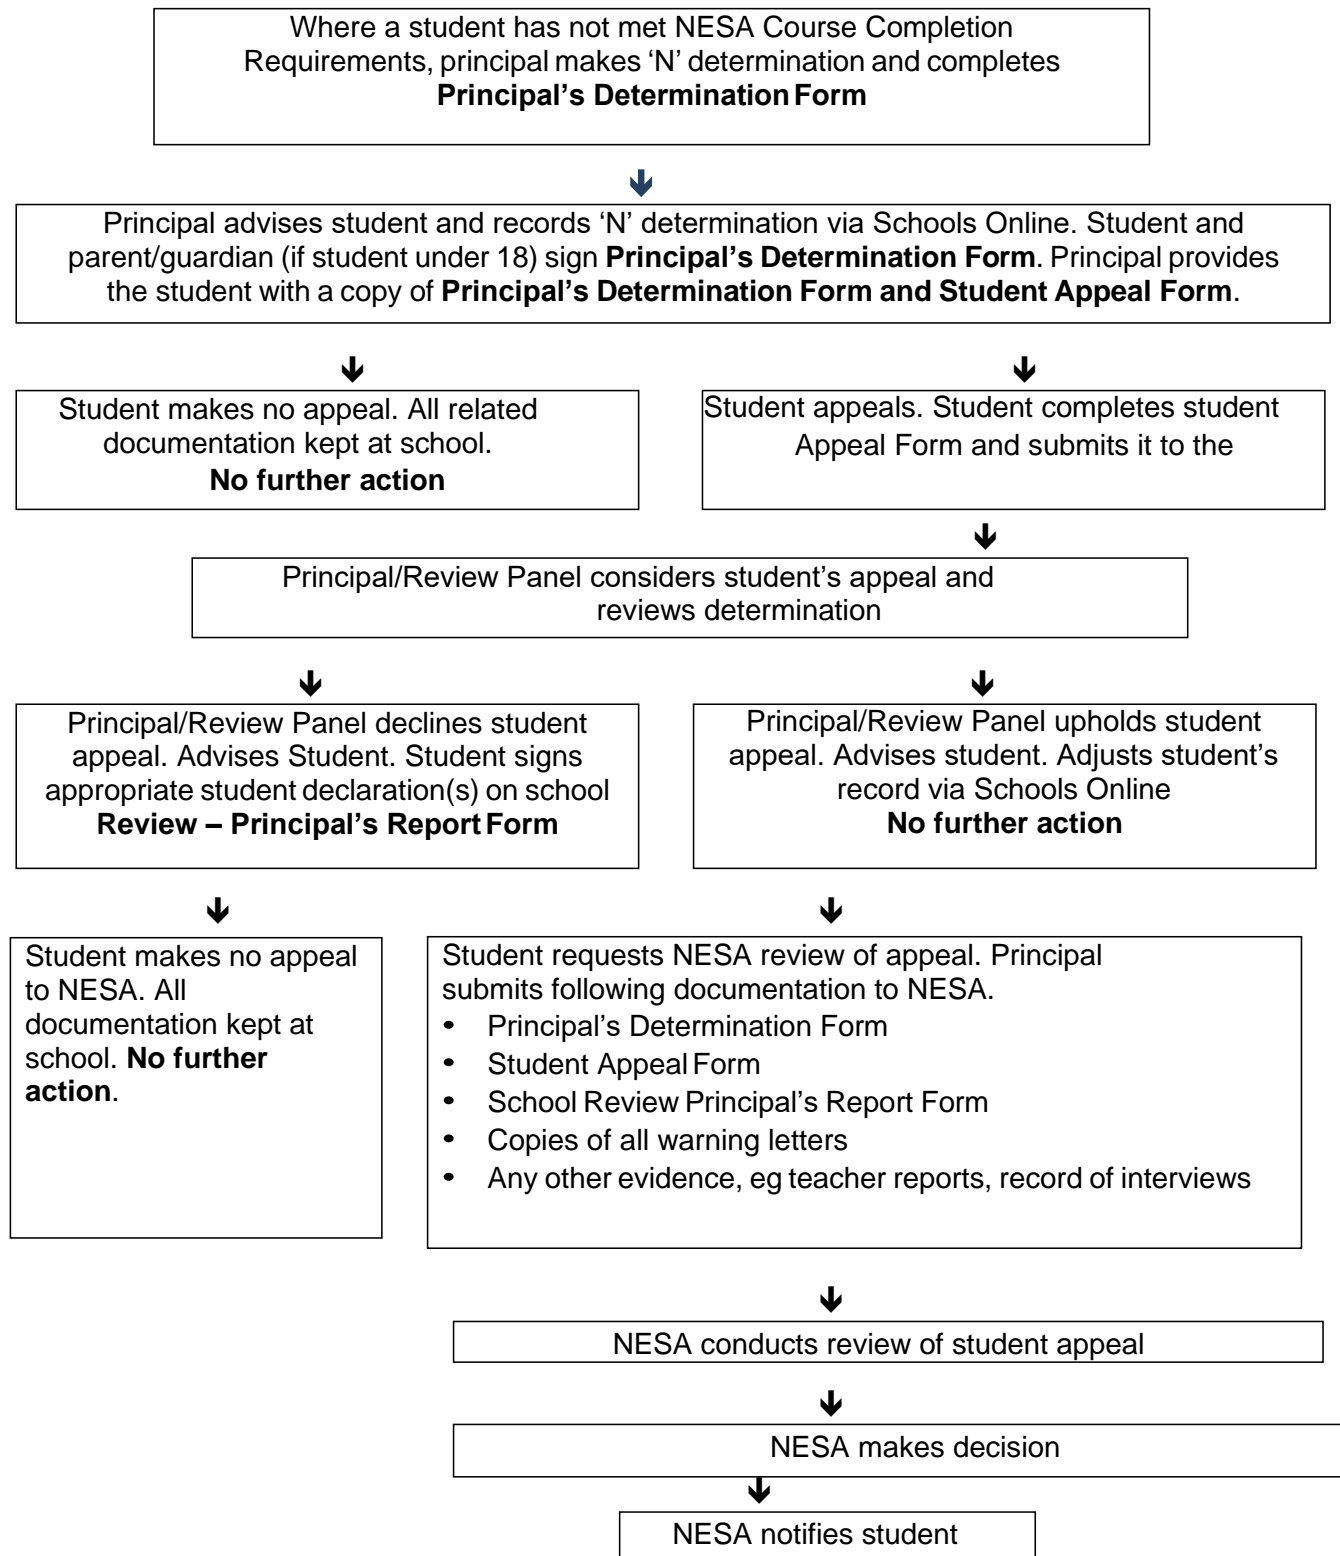 Where a student has not met NESA Course Completion
Requirements, principal makes ‘N’ determination and completes
Principal’s Determination Form
Principal advises student and records ‘N’ determination via Schools Online. Student and
parent/guardian (if student under 18) sign Principal’s Determination Form. Principal provides
the student with a copy of Principal’s Determination Form and Student Appeal Form.
Student makes no appeal. All related
documentation kept at school.
No further action
Student appeals. Student completes student
Appeal Form and submits it to the
Principal/Review Panel considers student’s appeal and
reviews determination
Principal/Review Panel declines student
appeal. Advises Student. Student signs
appropriate student declaration(s) on school
Review – Principal’s Report Form
Principal/Review Panel upholds student
appeal. Advises student. Adjusts student’s
record via Schools Online
No further action
Student makes no appeal
to NESA. All
documentation kept at
school. No further
action.
Student requests NESA review of appeal. Principal
submits following documentation to NESA.
• Principal’s Determination Form
• Student Appeal Form
• School Review Principal’s Report Form
• Copies of all warning letters
• Any other evidence, eg teacher reports, record of interviews
NESA conducts review of student appeal
NESA makes decision
NESA notifies student